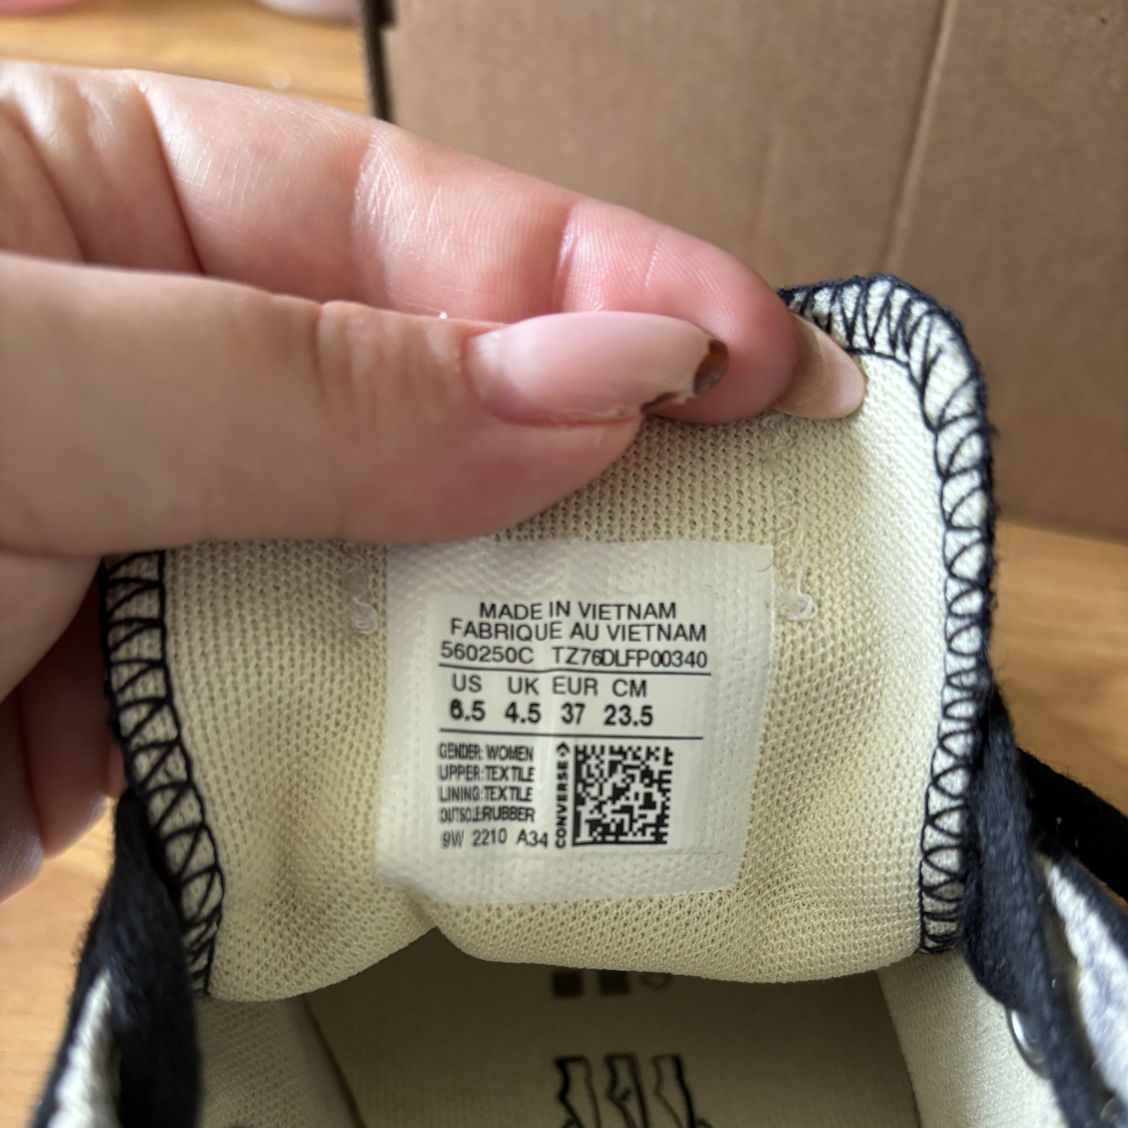 MADE IN VIETNAM
FABRIQUE AU VIETNAM
560250C TZ76DLFP00340
US UK EUR CM
6.5 4.5 37 23.5
GENDER: WOMEN
UPPER:TEXTILE
LINING:TEXTILE
OUTSOLE:RUBBER
9W 2210 A34
CONVERSE